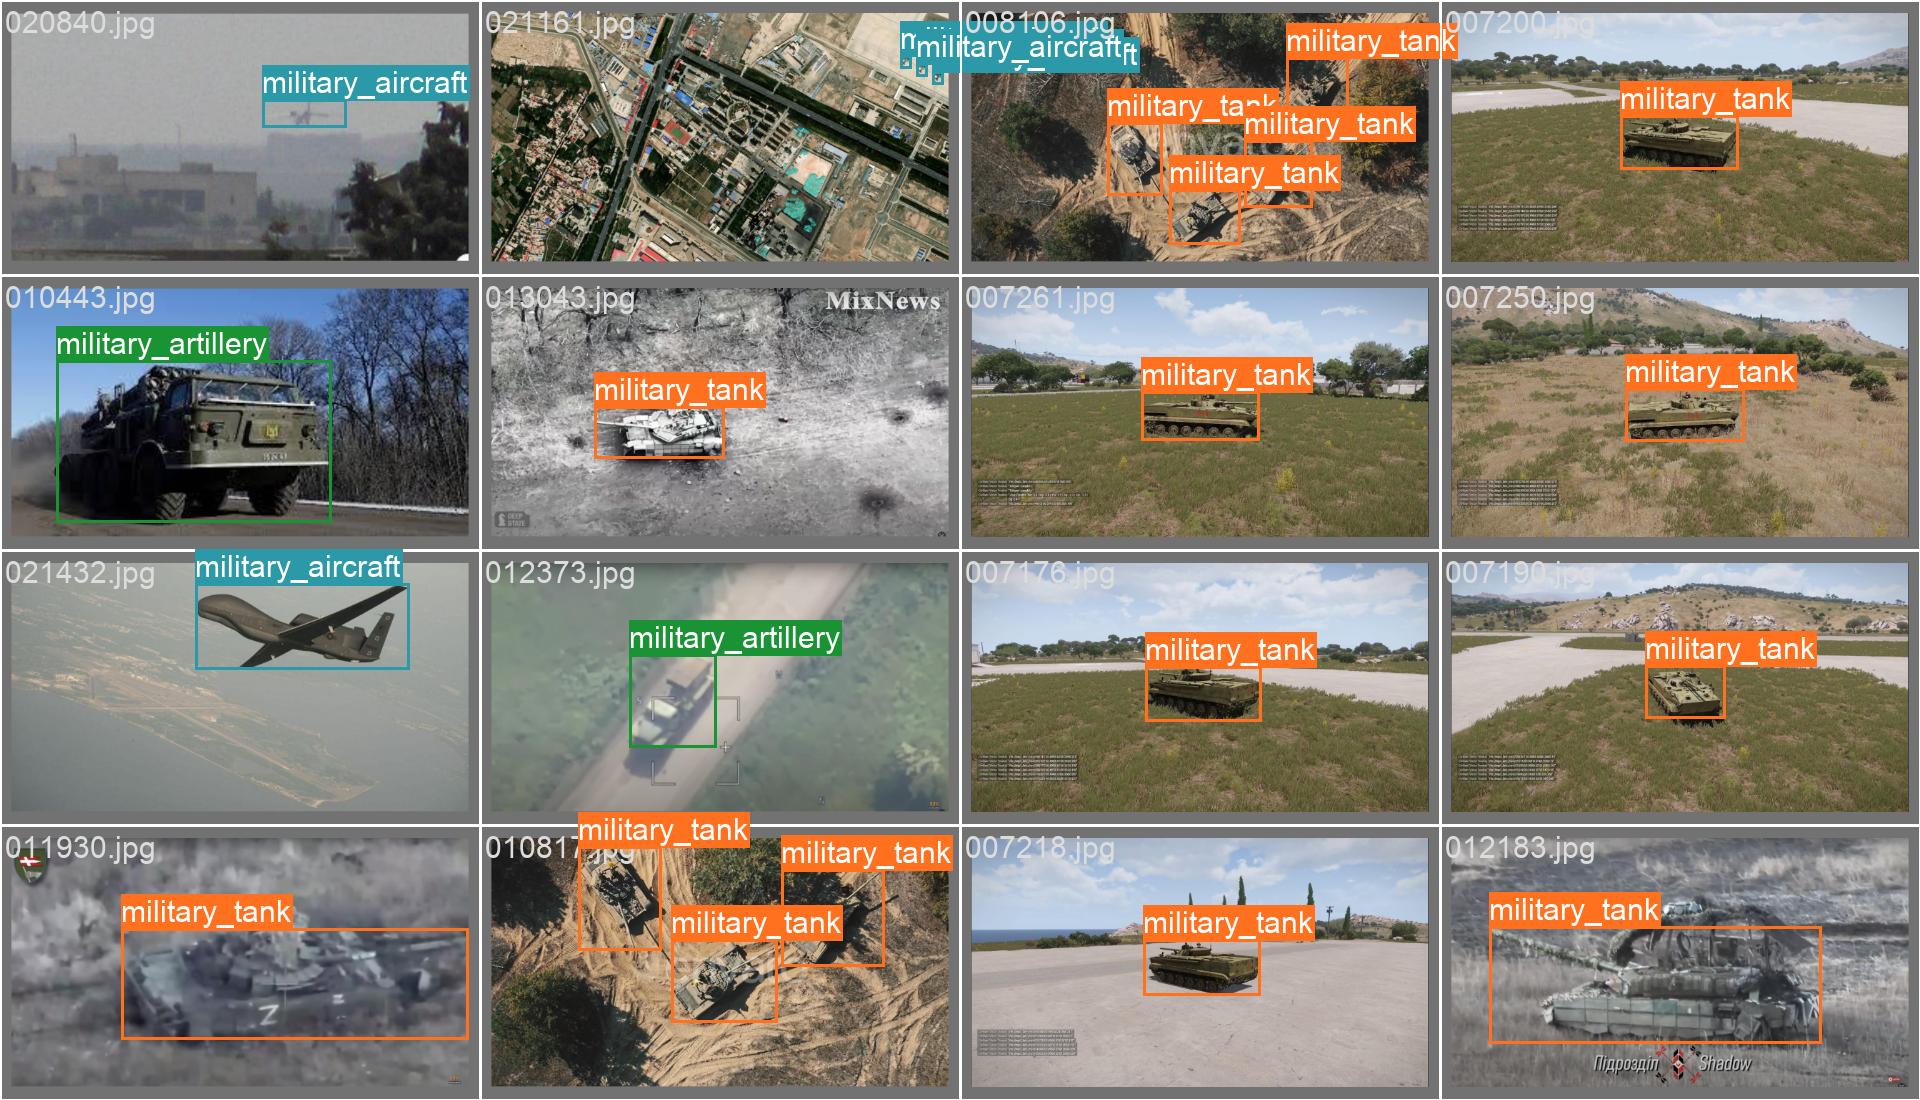 020840.jpg
military_aircraft
021161.jpg
military_aircraft
008106.jpg
military_tank
military_tank
military_tank
military_tank
007200.jpg
military_tank
010443.jpg
military_artillery
013043.jpg
MixNews
military_tank
DEEP
STATE
007261.jpg
military_tank
007250.jpg
military_tank
021432.jpg
military_aircraft
012373.jpg
military_artillery
007176.jpg
military_tank
007190.jpg
military_tank
011930.jpg
military_tank
Z
010817.jpg
military_tank
military_tank
military_tank
007218.jpg
military_tank
012183.jpg
military_tank
Підрозділ Shadow